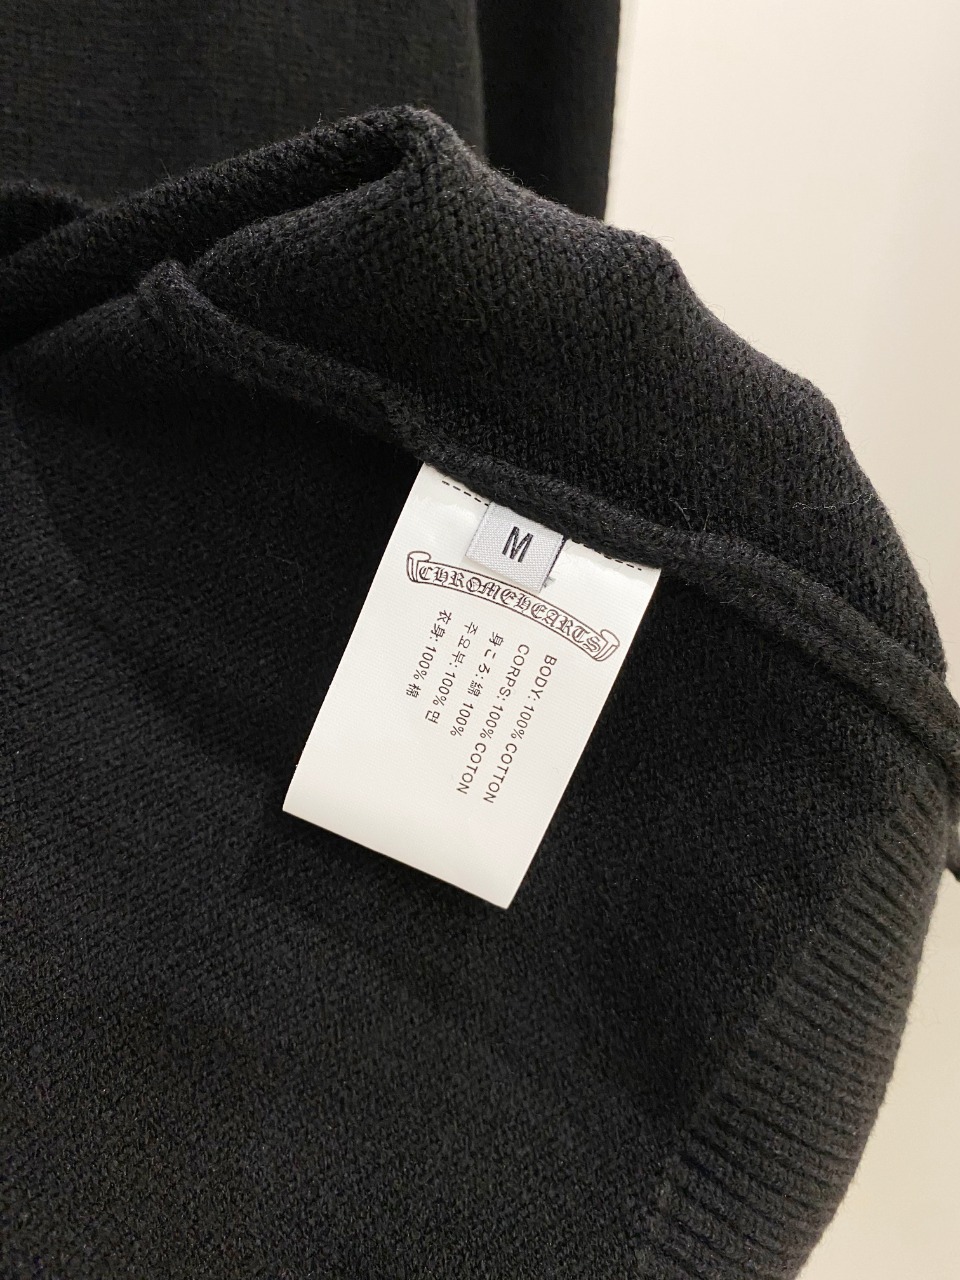 M
CHROME HEARTS
BODY: 100% COTTON
CORPS: 100% COTON
身ごろ: 綿 100%
주요부: 100% 면
衣身: 100% 棉